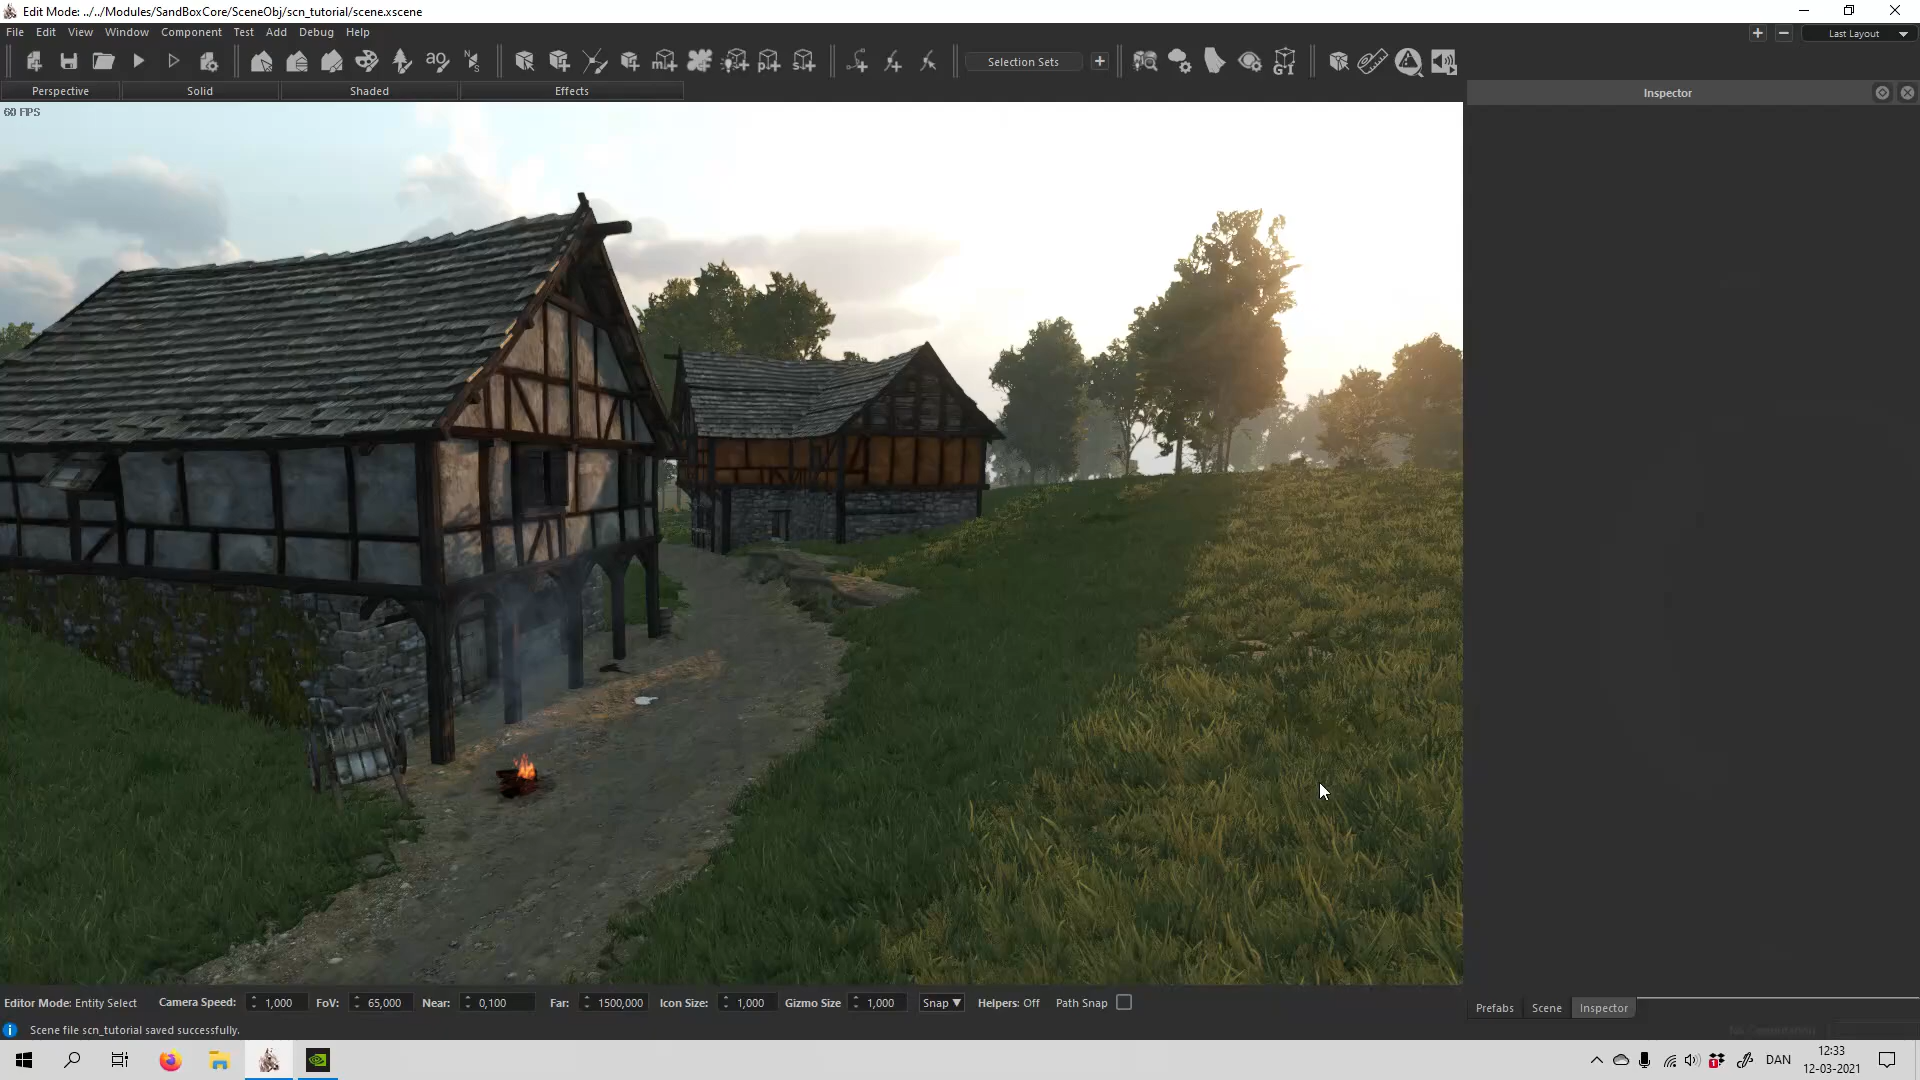 Edit Mode: ../../Modules/SandBoxCore/SceneObj/scn_tutorial/scene.xscene
File Edit View Window Component Test Add Debug Help
Last Layout
Selection Sets
Perspective Solid Shaded Effects
Inspector
60 FPS
Editor Mode: Entity Select Camera Speed: 1,000 FoV: 65,000 Near: 0,100 Far: 1500,000 Icon Size: 1,000 Gizmo Size 1,000 Snap Helpers: Off Path Snap
Prefabs Scene Inspector
Scene file scn_tutorial saved successfully.
DAN
12:33
12-03-2021